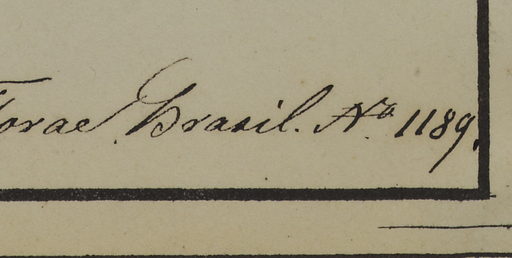 Florae Brasil. No. 1189.